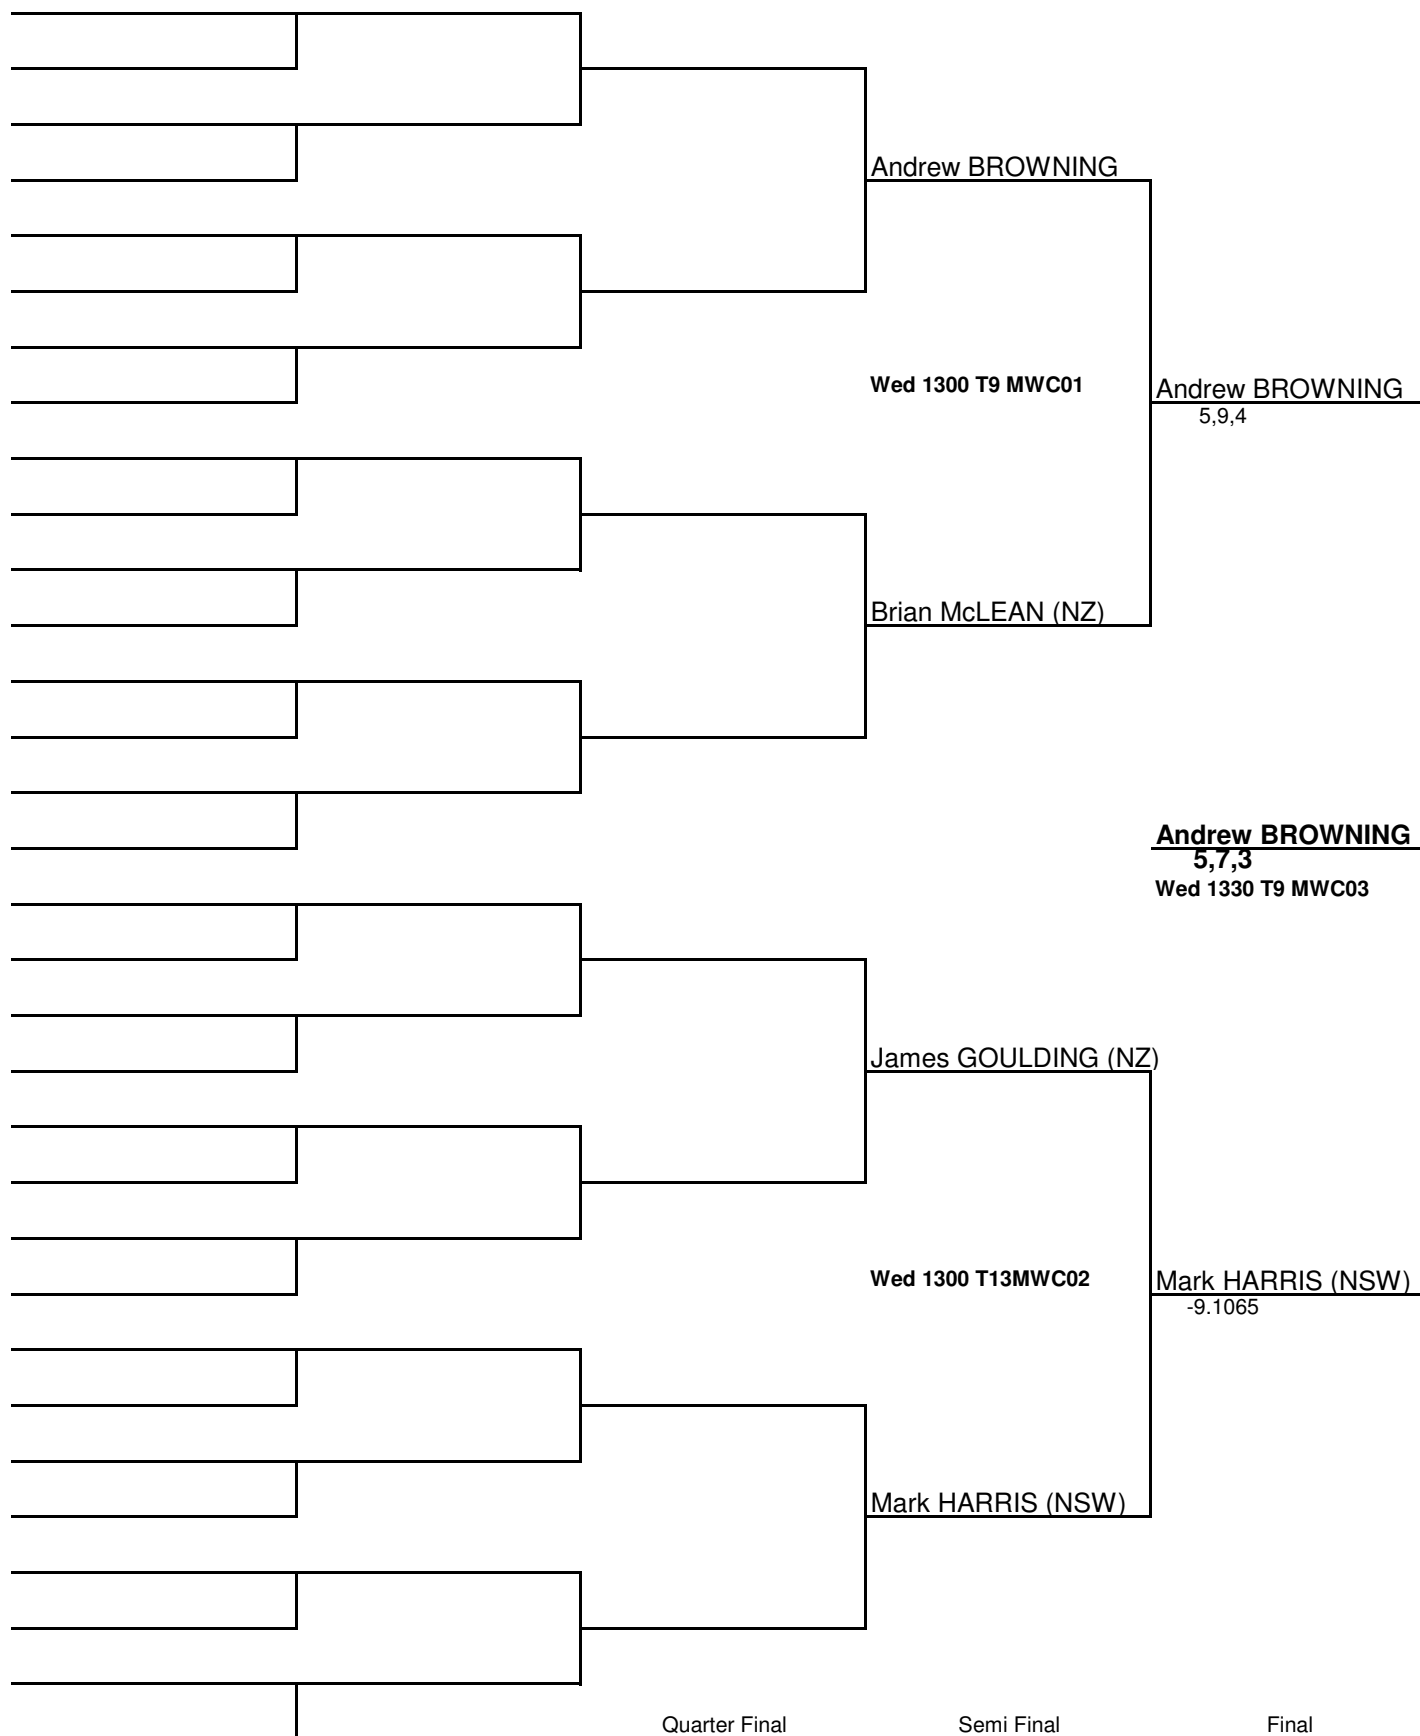 Andrew BROWNING
Wed 1300 T9 MWC01
Andrew BROWNING
5,9,4
Brian McLEAN (NZ)
Andrew BROWNING
5,7,3
Wed 1330 T9 MWC03
James GOULDING (NZ)
Wed 1300 T13MWC02
Mark HARRIS (NSW)
-9.1065
Mark HARRIS (NSW)
Quarter Final
Semi Final
Final